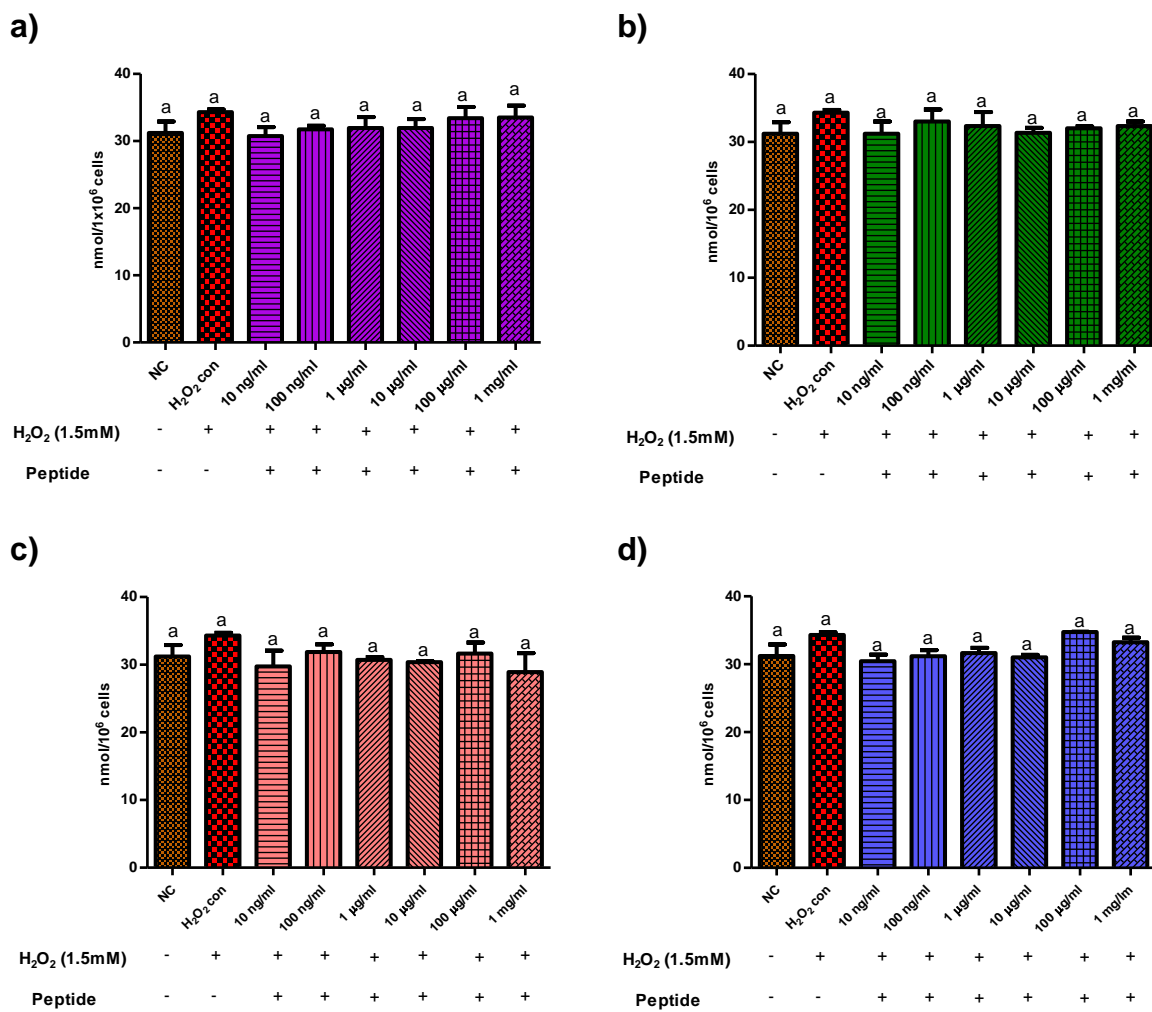 a)
40
30
20
10
0
nmol/1x10⁶ cells
a a a a a a a a
NC H₂O₂ con 10 ng/ml 100 ng/ml 1 µg/ml 10 µg/ml 100 µg/ml 1 mg/ml
H₂O₂ (1.5mM) - + + + + + + +
Peptide - - + + + + + +
b)
40
30
20
10
0
nmol/10⁶ cells
a a a a a a a a
NC H₂O₂ con 10 ng/ml 100 ng/ml 1 µg/ml 10 µg/ml 100 µg/ml 1 mg/ml
H₂O₂ (1.5mM) - + + + + + + +
Peptide - - + + + + + +
c)
40
30
20
10
0
nmol/10⁶ cells
a a a a a a a a
NC H₂O₂ con 10 ng/ml 100 ng/ml 1 µg/ml 10 µg/ml 100 µg/ml 1 mg/ml
H₂O₂ (1.5mM) - + + + + + + +
Peptide - - + + + + + +
d)
40
30
20
10
0
nmol/10⁶ cells
a a a a a a a a
NC H₂O₂ con 10 ng/ml 100 ng/ml 1 µg/ml 10 µg/ml 100 µg/ml 1 mg/lm
H₂O₂ (1.5mM) - + + + + + + +
Peptide - - + + + + + +